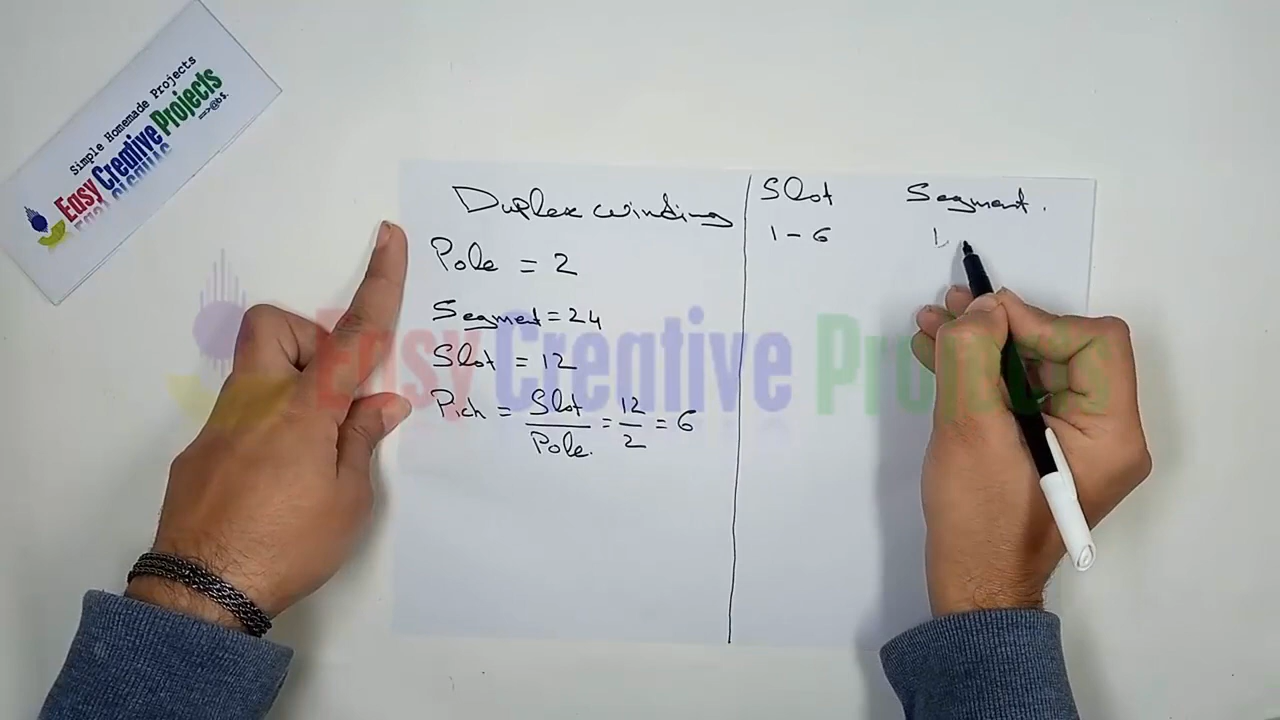 Simple Homemade Projects
Easy Creative Projects
==>@b$.
Duplex winding
Pole = 2
Segment = 24
Slot = 12
Pich = Slot / Pole. = 12 / 2 = 6
Slot Segment.
1 - 6 1
Easy Creative Projects